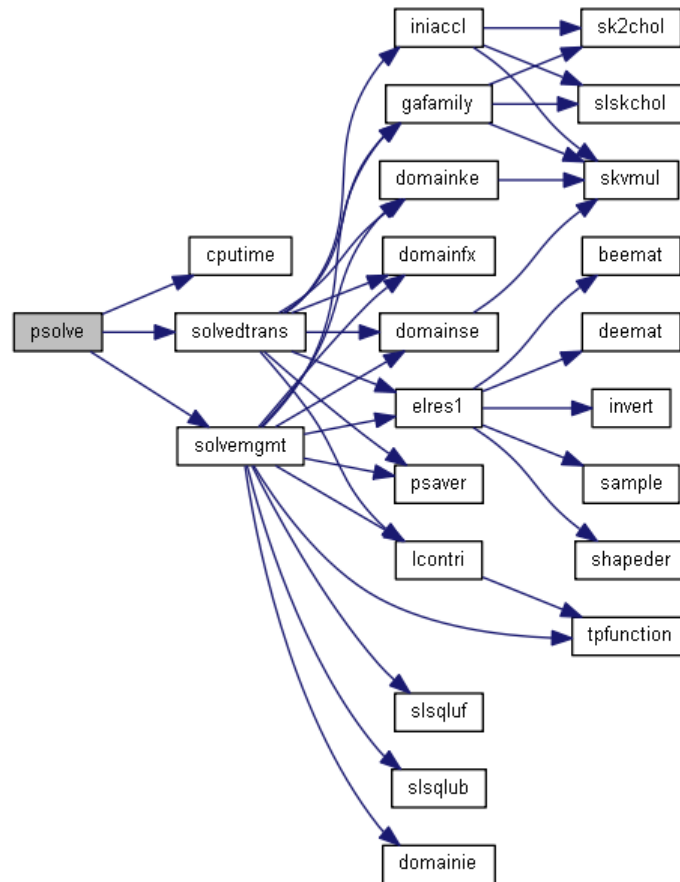 psolve
cputime
solvedtrans
solvemgmt
iniaccl
gafamily
domainke
domainfx
domainse
elres1
psaver
lcontri
slsqluf
slsqlub
domainie
sk2chol
slskchol
skvmul
beemat
deemat
invert
sample
shapeder
tpfunction